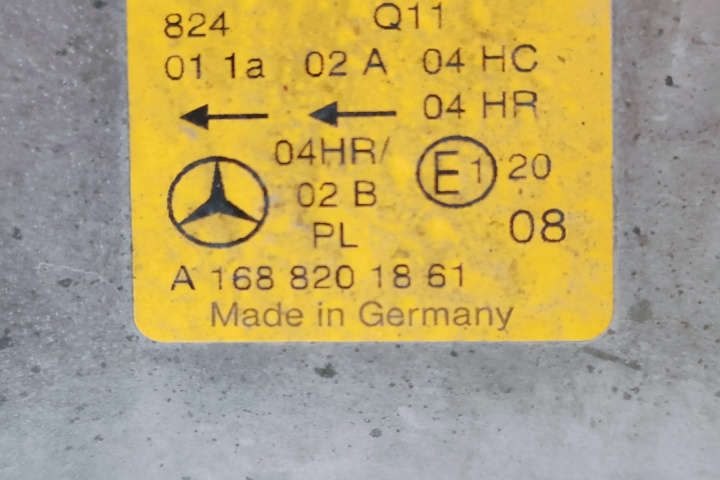 824 Q11
01 1a 02 A 04 HC
04 HR
04HR/
02 B
PL
E1 20
08
A 168 820 18 61
Made in Germany